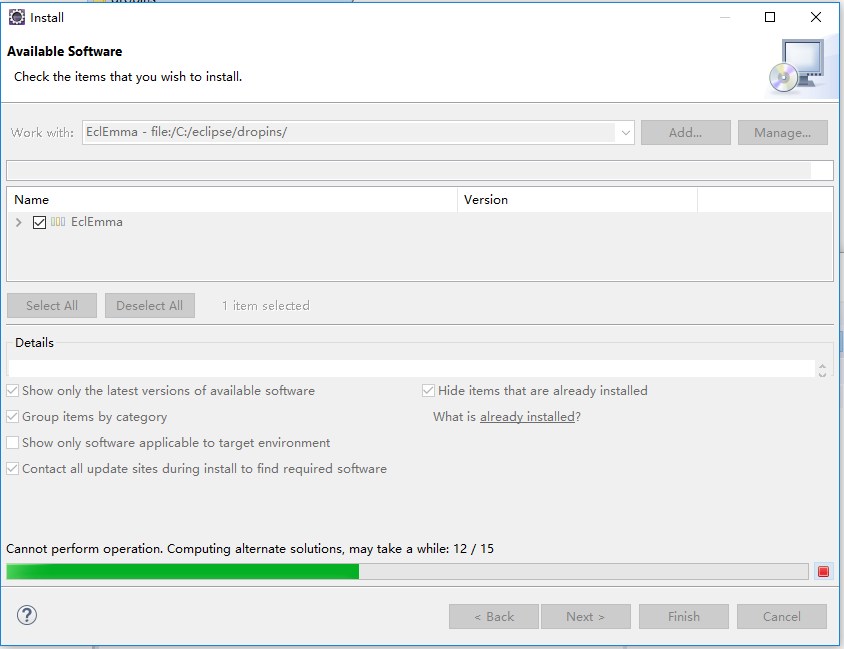 Install
Available Software
Check the items that you wish to install.
Work with: EclEmma - file:/C:/eclipse/dropins/ Add... Manage...
Name Version
EclEmma
Select All Deselect All 1 item selected
Details
Show only the latest versions of available software Hide items that are already installed
Group items by category What is already installed?
Show only software applicable to target environment
Contact all update sites during install to find required software
Cannot perform operation. Computing alternate solutions, may take a while: 12 / 15
? < Back Next > Finish Cancel